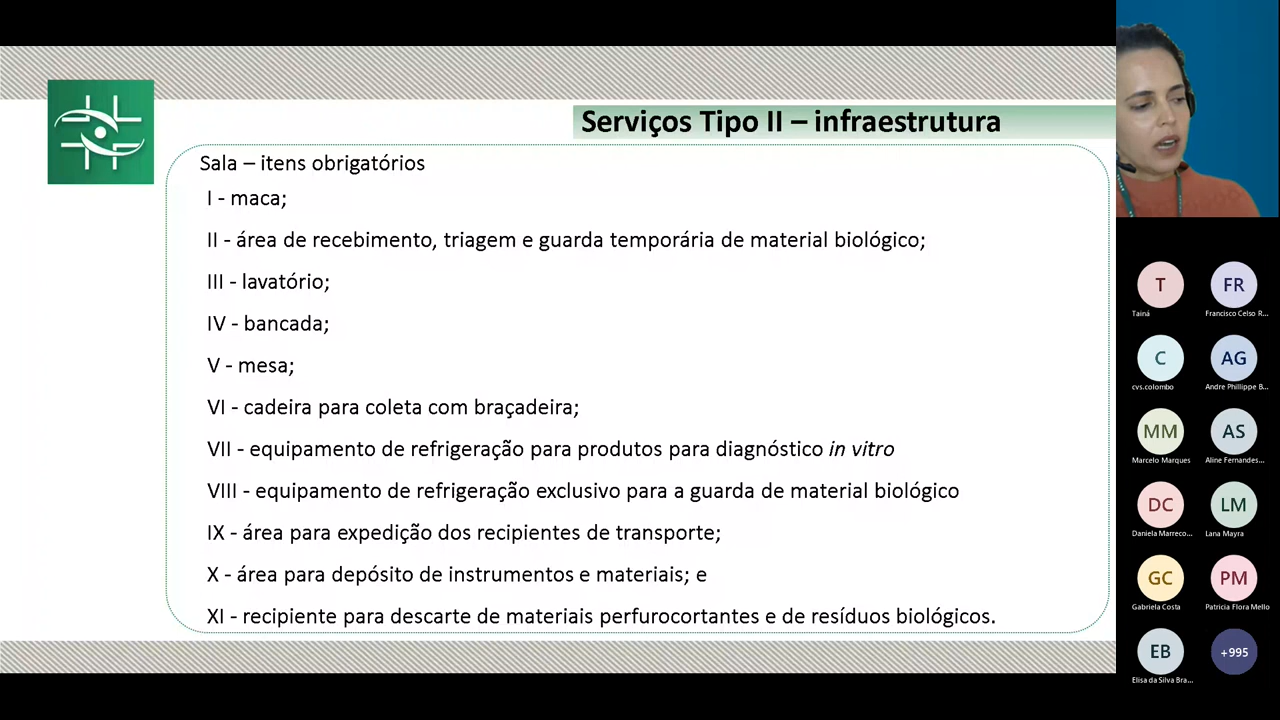 Serviços Tipo II – infraestrutura
Sala – itens obrigatórios
I - maca;
II - área de recebimento, triagem e guarda temporária de material biológico;
III - lavatório;
IV - bancada;
V - mesa;
VI - cadeira para coleta com braçadeira;
VII - equipamento de refrigeração para produtos para diagnóstico in vitro
VIII - equipamento de refrigeração exclusivo para a guarda de material biológico
IX - área para expedição dos recipientes de transporte;
X - área para depósito de instrumentos e materiais; e
XI - recipiente para descarte de materiais perfurocortantes e de resíduos biológicos.
T FR
Tainá Francisco Celso R...
C AG
cvs.colombo Andre Phillippe B...
MM AS
Marcelo Marques Aline Fernandes...
DC LM
Daniela Marreco... Lana Mayra
GC PM
Gabriela Costa Patricia Flora Mello
EB +995
Elisa da Silva Bra...